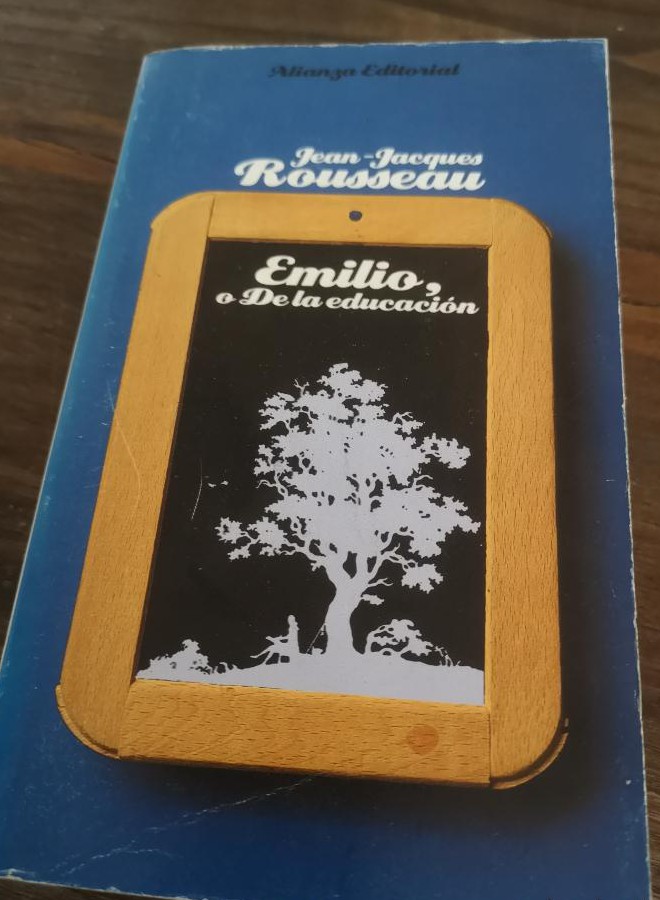 Alianza Editorial
Jean-Jacques
Rousseau
Emilio,
o De la educación